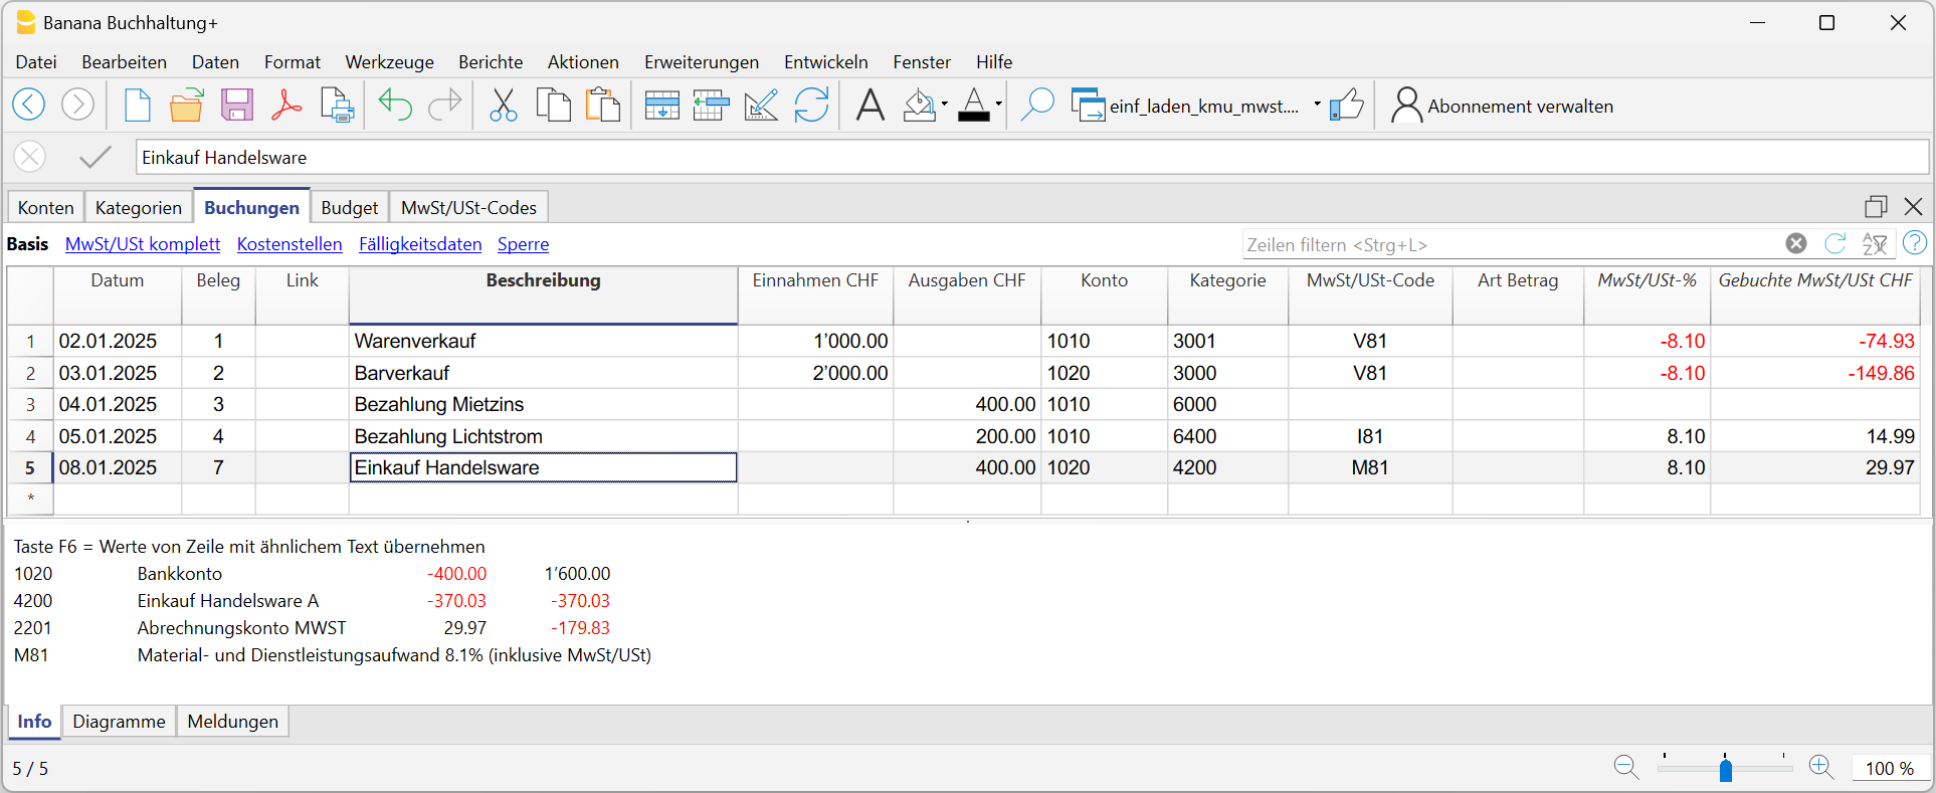 Banana Buchhaltung+
Datei Bearbeiten Daten Format Werkzeuge Berichte Aktionen Erweiterungen Entwickeln Fenster Hilfe
einf_laden_kmu_mwst.... Abonnement verwalten
Einkauf Handelsware
Konten Kategorien Buchungen Budget MwSt/USt-Codes
Basis MwSt/USt komplett Kostenstellen Fälligkeitsdaten Sperre Zeilen filtern <Strg+L>
Datum Beleg Link Beschreibung Einnahmen CHF Ausgaben CHF Konto Kategorie MwSt/USt-Code Art Betrag MwSt/USt-% Gebuchte MwSt/USt CHF
1 02.01.2025 1 Warenverkauf 1’000.00 1010 3001 V81 -8.10 -74.93
2 03.01.2025 2 Barverkauf 2’000.00 1020 3000 V81 -8.10 -149.86
3 04.01.2025 3 Bezahlung Mietzins 400.00 1010 6000
4 05.01.2025 4 Bezahlung Lichtstrom 200.00 1010 6400 I81 8.10 14.99
5 08.01.2025 7 Einkauf Handelsware 400.00 1020 4200 M81 8.10 29.97
*
Taste F6 = Werte von Zeile mit ähnlichem Text übernehmen
1020 Bankkonto -400.00 1’600.00
4200 Einkauf Handelsware A -370.03 -370.03
2201 Abrechnungskonto MWST 29.97 -179.83
M81 Material- und Dienstleistungsaufwand 8.1% (inklusive MwSt/USt)
Info Diagramme Meldungen
5 / 5 100 %